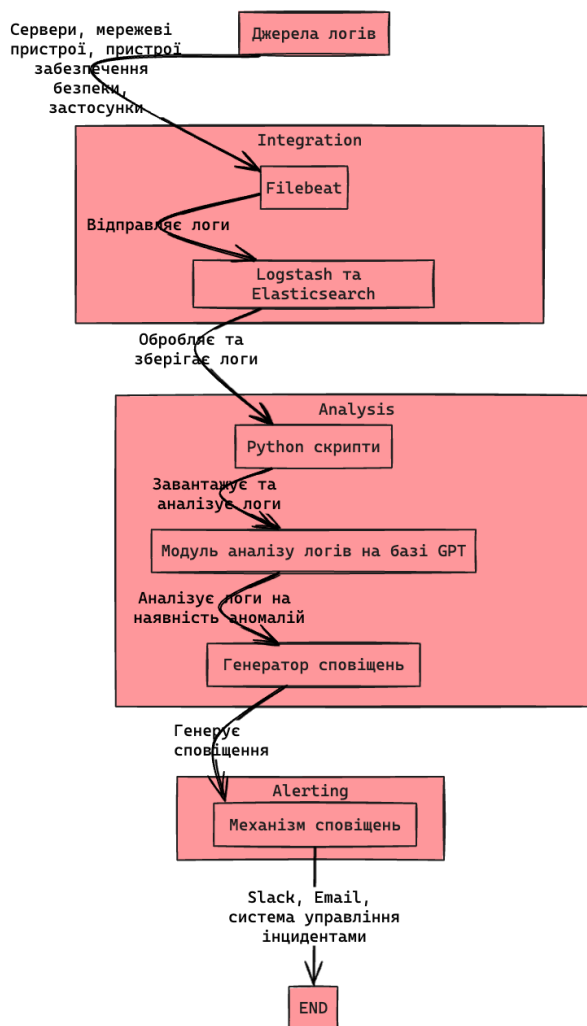 Джерела логів
Сервери, мережеві
пристрої, пристрої
забезпечення
безпеки,
застосунки
Integration
Filebeat
Відправляє логи
Logstash та
Elasticsearch
Обробляє та
зберігає логи
Analysis
Python скрипти
Завантажує та
аналізує логи
Модуль аналізу логів на базі GPT
Аналізує логи на
наявність аномалій
Генератор сповіщень
Генерує
сповіщення
Alerting
Механізм сповіщень
Slack, Email,
система управління
інцидентами
END